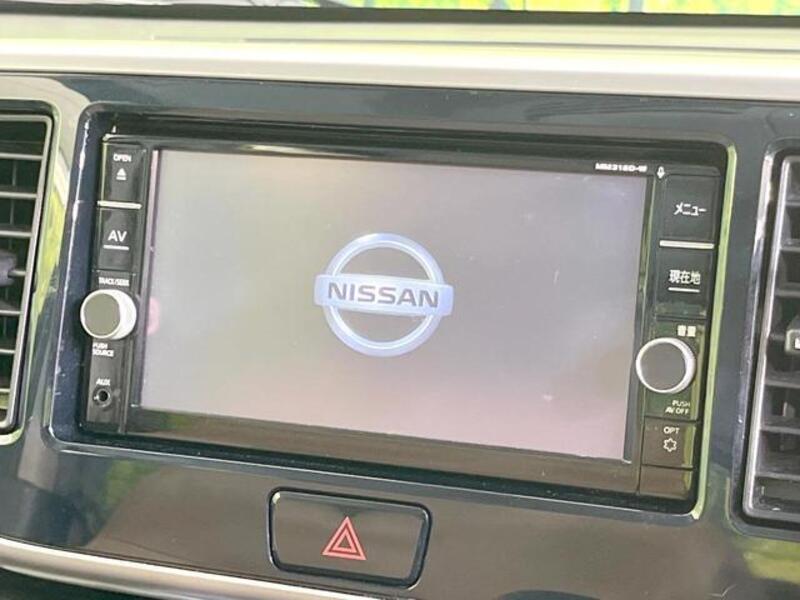 OPEN
AV
TRACK/SEEK
PUSH
SOURCE
AUX
NISSAN
MM318D-W
メニュー
現在地
音量
PUSH
AV OFF
OPT